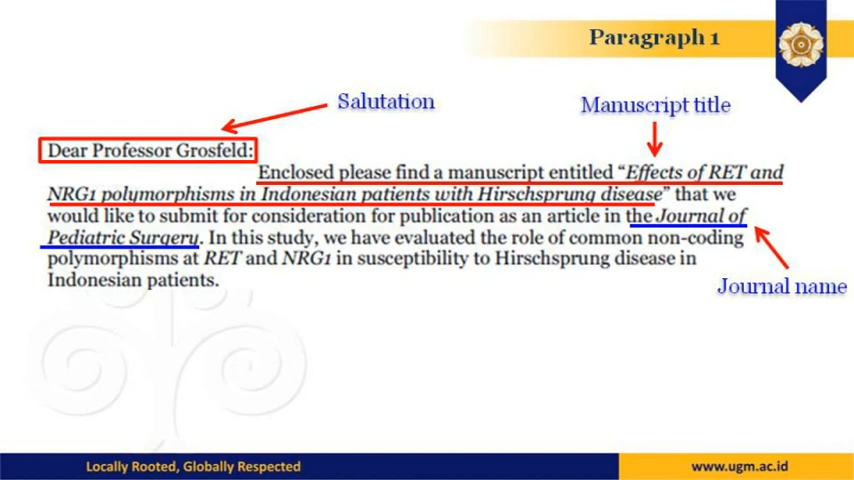 Paragraph 1
Salutation
Manuscript title
Dear Professor Grosfeld:
Enclosed please find a manuscript entitled “Effects of RET and
NRG1 polymorphisms in Indonesian patients with Hirschsprung disease” that we
would like to submit for consideration for publication as an article in the Journal of
Pediatric Surgery. In this study, we have evaluated the role of common non-coding
polymorphisms at RET and NRG1 in susceptibility to Hirschsprung disease in
Indonesian patients.
Journal name
Locally Rooted, Globally Respected
www.ugm.ac.id